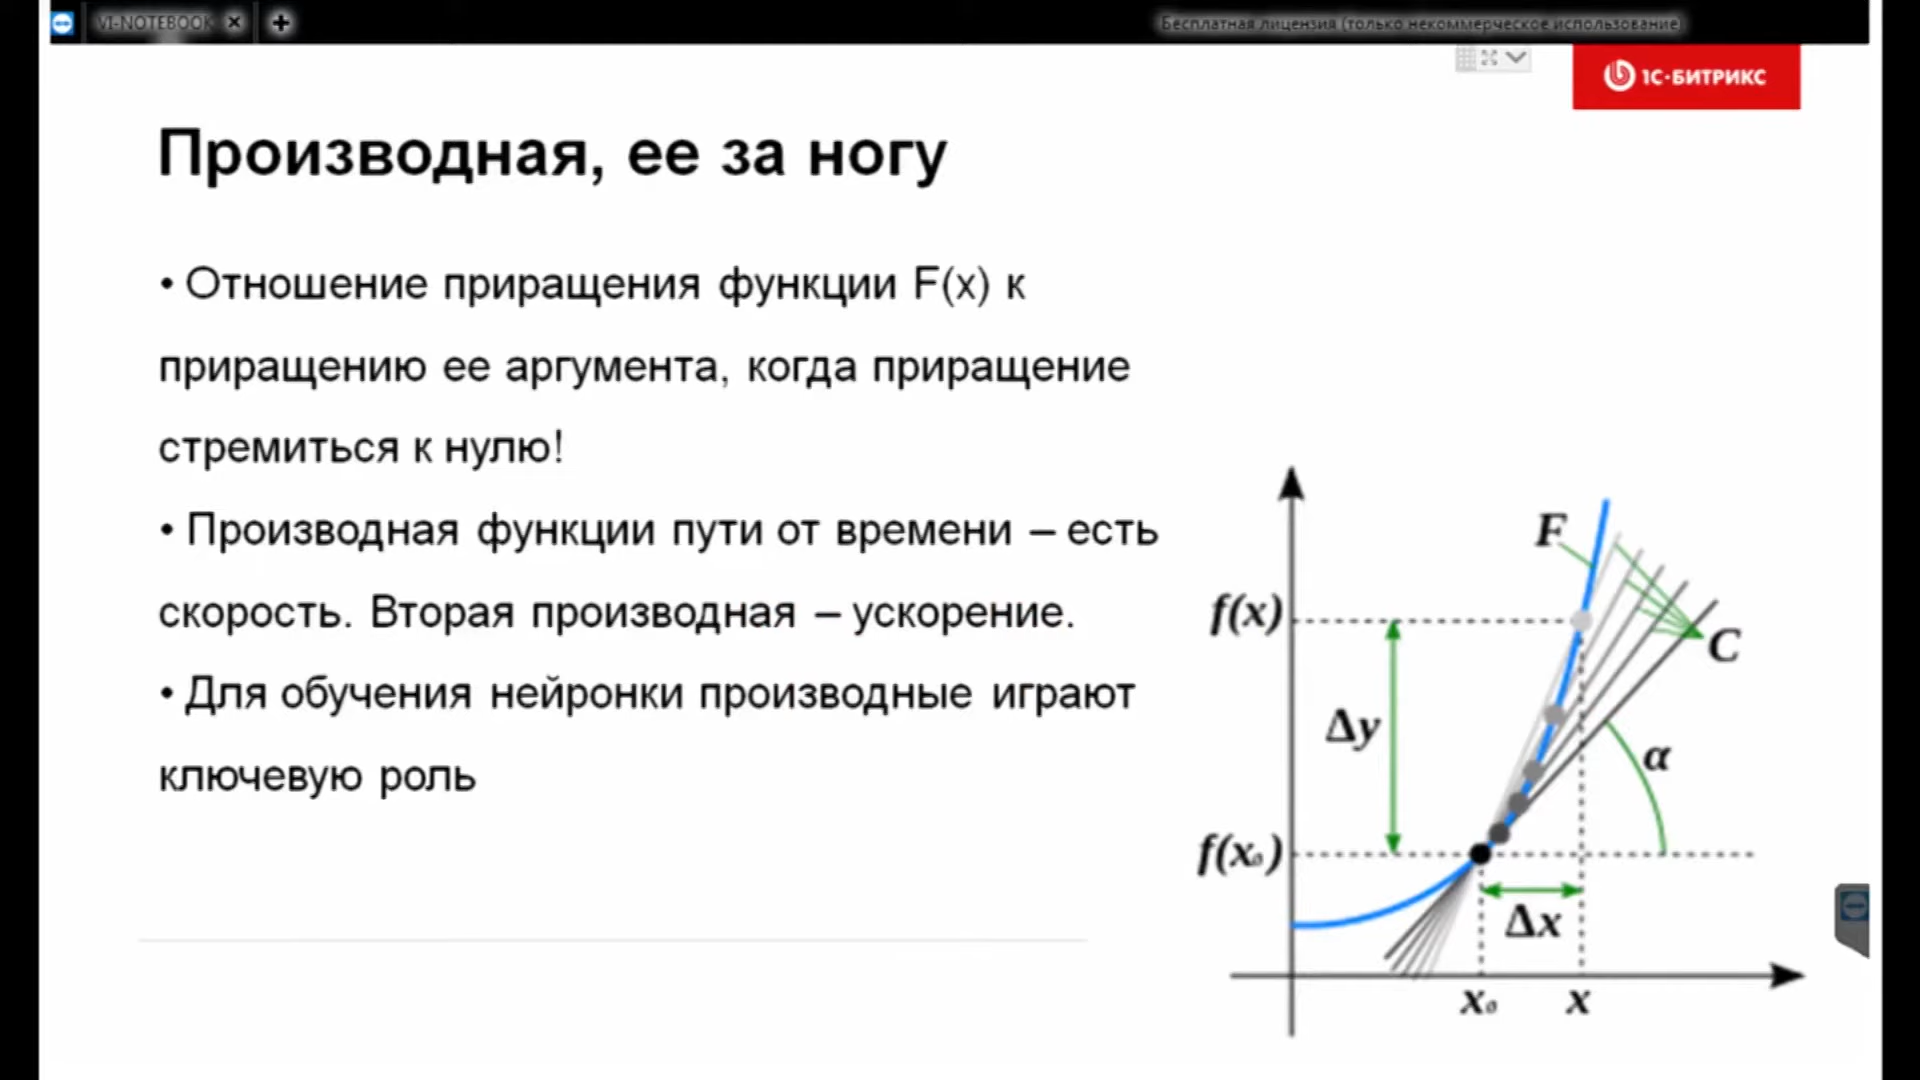 VI-NOTEBOOK
Бесплатная лицензия (только некоммерческое использование)
1С-БИТРИКС
Производная, ее за ногу
• Отношение приращения функции F(x) к
приращению ее аргумента, когда приращение
стремиться к нулю!
• Производная функции пути от времени – есть
скорость. Вторая производная – ускорение.
• Для обучения нейронки производные играют
ключевую роль
F
f(x)
C
Δy
α
f(x₀)
Δx
x₀
x